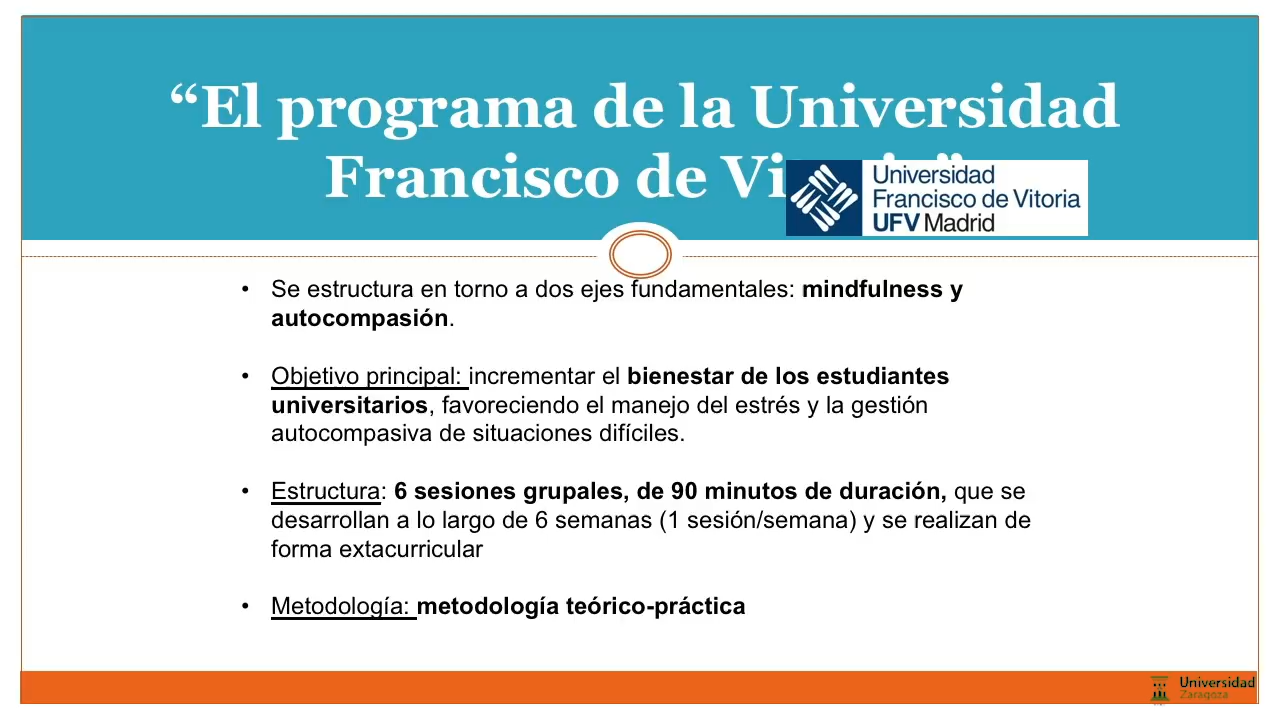 “El programa de la Universidad
Francisco de
Universidad
Francisco de Vitoria
UFV Madrid
• Se estructura en torno a dos ejes fundamentales: mindfulness y
autocompasión.
• Objetivo principal: incrementar el bienestar de los estudiantes
universitarios, favoreciendo el manejo del estrés y la gestión
autocompasiva de situaciones difíciles.
• Estructura: 6 sesiones grupales, de 90 minutos de duración, que se
desarrollan a lo largo de 6 semanas (1 sesión/semana) y se realizan de
forma extacurricular
• Metodología: metodología teórico-práctica
Universidad
Zaragoza